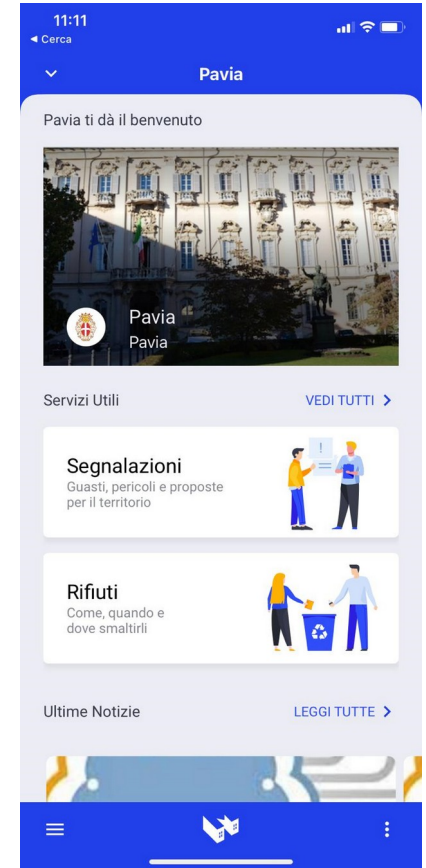 11:11
◄ Cerca
Pavia
Pavia ti dà il benvenuto
Pavia
Pavia
Servizi Utili
VEDI TUTTI
Segnalazioni
Guasti, pericoli e proposte
per il territorio
Rifiuti
Come, quando e
dove smaltirli
Ultime Notizie
LEGGI TUTTE